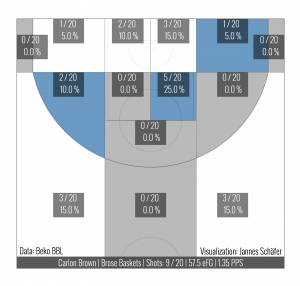 1 / 20
5.0 %
2 / 20
10.0 %
3 / 20
15.0 %
1 / 20
5.0 %
0 / 20
0.0 %
0 / 20
0.0 %
2 / 20
10.0 %
0 / 20
0.0 %
5 / 20
25.0 %
0 / 20
0.0 %
0 / 20
0.0 %
3 / 20
15.0 %
0 / 20
0.0 %
3 / 20
15.0 %
Data: Beko BBL
Visualization: Jannes Schäfer
Carlon Brown | Brose Baskets | Shots- 9 / 20 | 57.5 eFG | 1.35 PPS